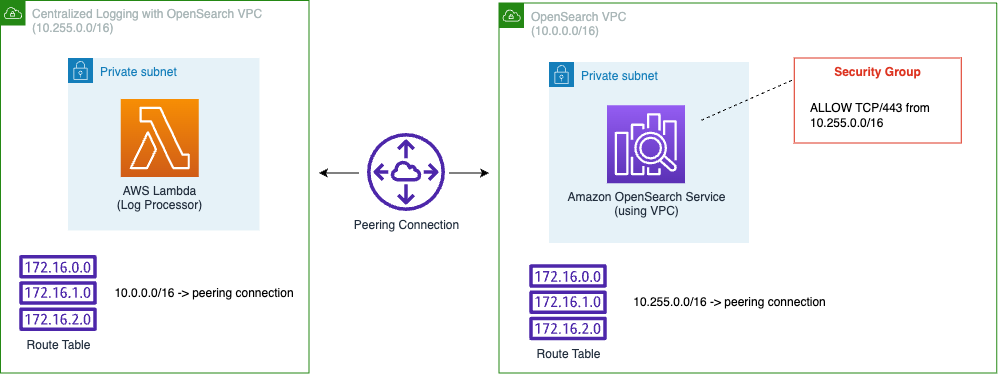 Centralized Logging with OpenSearch VPC
(10.255.0.0/16)
Private subnet
AWS Lambda
(Log Processor)
172.16.0.0
172.16.1.0
172.16.2.0
10.0.0.0/16 -> peering connection
Route Table
Peering Connection
OpenSearch VPC
(10.0.0.0/16)
Private subnet
Amazon OpenSearch Service
(using VPC)
Security Group
ALLOW TCP/443 from
10.255.0.0/16
172.16.0.0
172.16.1.0
172.16.2.0
10.255.0.0/16 -> peering connection
Route Table